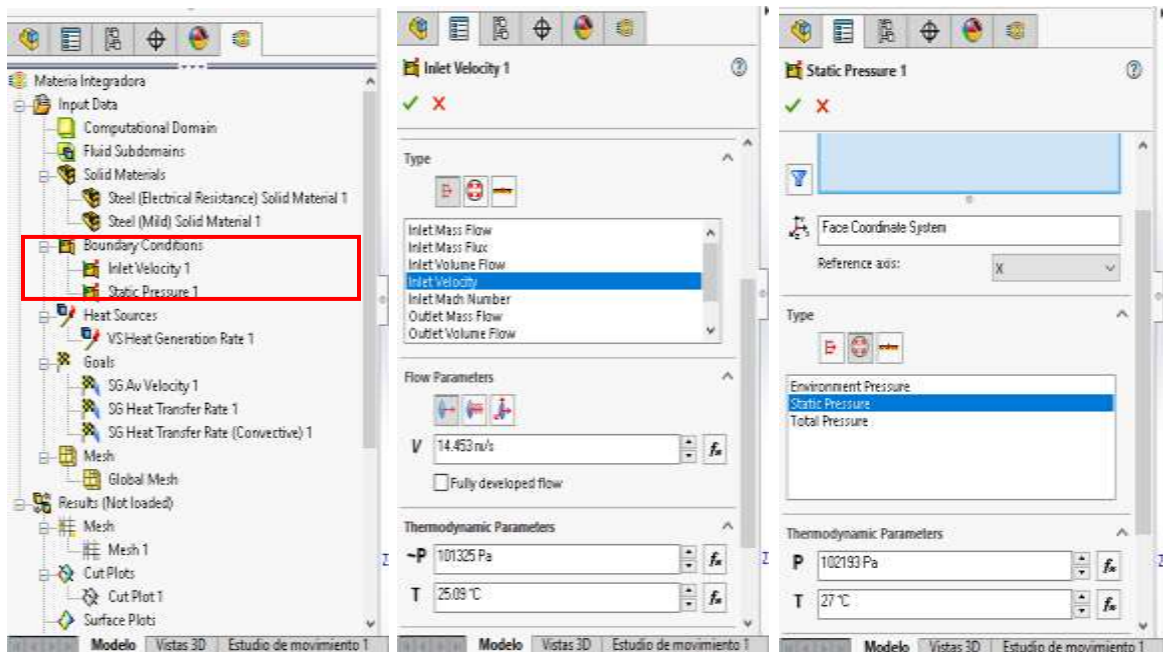 Materia Integradora
Input Data
Computational Domain
Fluid Subdomains
Solid Materials
Steel (Electrical Resistance) Solid Material 1
Steel (Mild) Solid Material 1
Boundary Conditions
Inlet Velocity 1
Static Pressure 1
Heat Sources
VS Heat Generation Rate 1
Goals
SG Av Velocity 1
SG Heat Transfer Rate 1
SG Heat Transfer Rate (Convective) 1
Mesh
Global Mesh
Results (Not loaded)
Mesh
Mesh 1
Cut Plots
Cut Plot 1
Surface Plots
Modelo Vistas 3D Estudio de movimiento 1
Inlet Velocity 1
Type
Inlet Mass Flow
Inlet Mass Flux
Inlet Volume Flow
Inlet Velocity
Inlet Mach Number
Outlet Mass Flow
Outlet Volume Flow
Flow Parameters
V 14.453 m/s
Fully developed flow
Thermodynamic Parameters
~P 101325 Pa
T 25.09 °C
Modelo Vistas 3D Estudio de movimiento 1
Static Pressure 1
Face Coordinate System
Reference axis: X
Type
Environment Pressure
Static Pressure
Total Pressure
Thermodynamic Parameters
P 102193 Pa
T 27 °C
Modelo Vistas 3D Estudio de movimiento 1